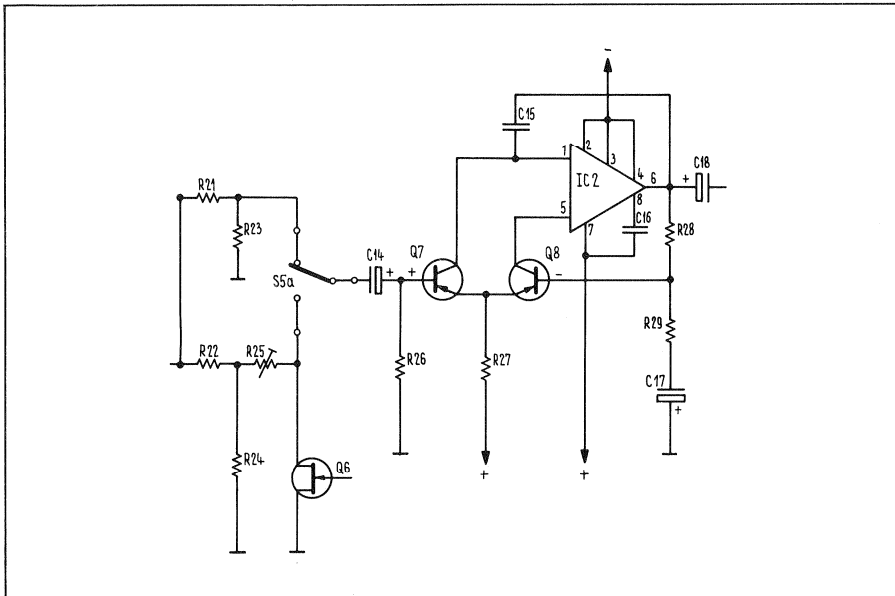 -
C15
1
2
3
4
IC2
6
+
C18
8
5
7
C16
R28
R21
R23
S5a
C14
+
+
Q7
Q8
-
R22
R25
R26
R27
R29
C17
+
R24
Q6
+
+